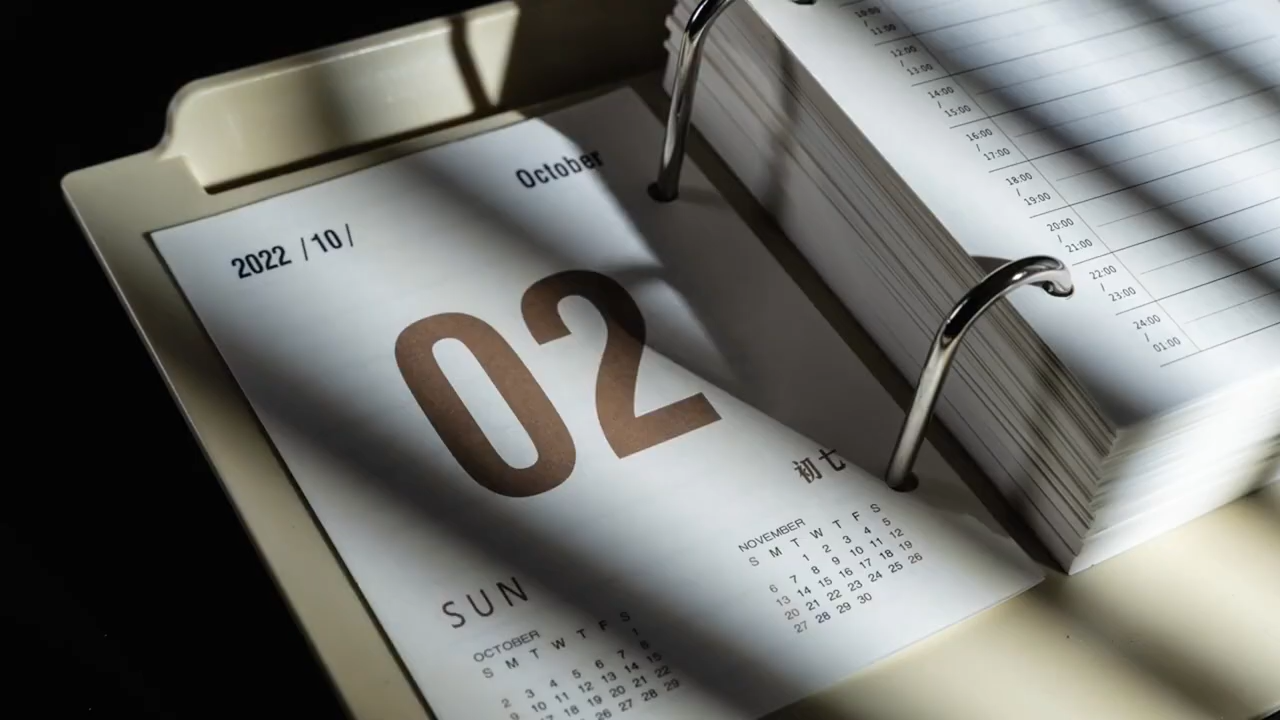 October
2022 /10/
02
初七
SUN
NOVEMBER
S M T W T F S
1 2 3 4 5
6 7 8 9 10 11 12
13 14 15 16 17 18 19
20 21 22 23 24 25 26
27 28 29 30
OCTOBER
S M T W T F S
1
2 3 4 5 6 7 8
9 10 11 12 13 14 15
16 17 18 19 20 21 22
26 27 28 29
10:00
/
11:00
12:00
/
13:00
14:00
/
15:00
16:00
/
17:00
18:00
/
19:00
20:00
/
21:00
22:00
/
23:00
24:00
/
01:00